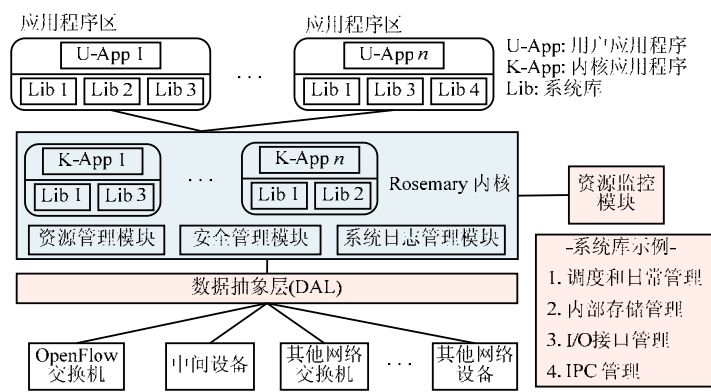 应用程序区
应用程序区
U-App 1
Lib 1 Lib 2 Lib 3
···
U-App n
Lib 1 Lib 3 Lib 4
U-App: 用户应用程序
K-App: 内核应用程序
Lib: 系统库
K-App 1
Lib 1 Lib 3
···
K-App n
Lib 1 Lib 2
Rosemary 内核
资源管理模块
安全管理模块
系统日志管理模块
资源监控
模块
数据抽象层(DAL)
-系统库示例-
1. 调度和日常管理
2. 内部存储管理
3. I/O接口管理
4. IPC 管理
OpenFlow
交换机
中间设备
其他网络
交换机
···
其他网络
设备